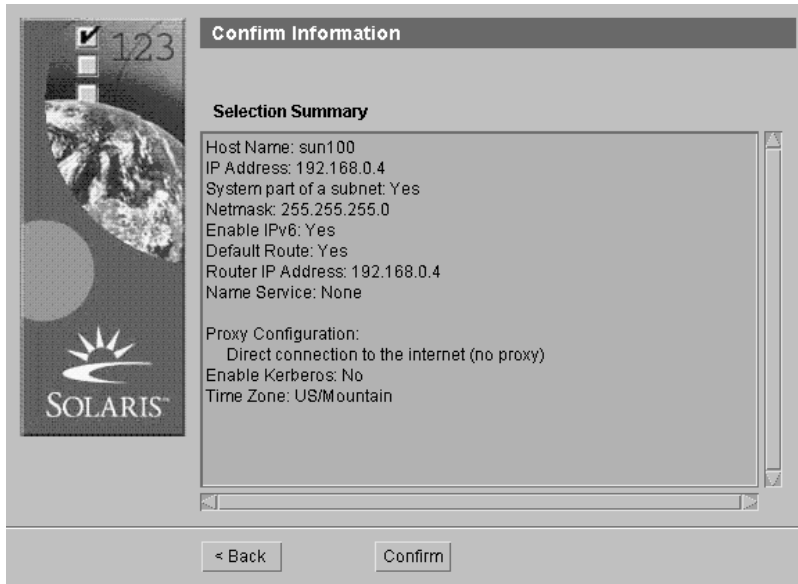 123
Confirm Information
Selection Summary
Host Name: sun100
IP Address: 192.168.0.4
System part of a subnet: Yes
Netmask: 255.255.255.0
Enable IPv6: Yes
Default Route: Yes
Router IP Address: 192.168.0.4
Name Service: None
Proxy Configuration:
Direct connection to the internet (no proxy)
Enable Kerberos: No
Time Zone: US/Mountain
SOLARIS™
< Back
Confirm